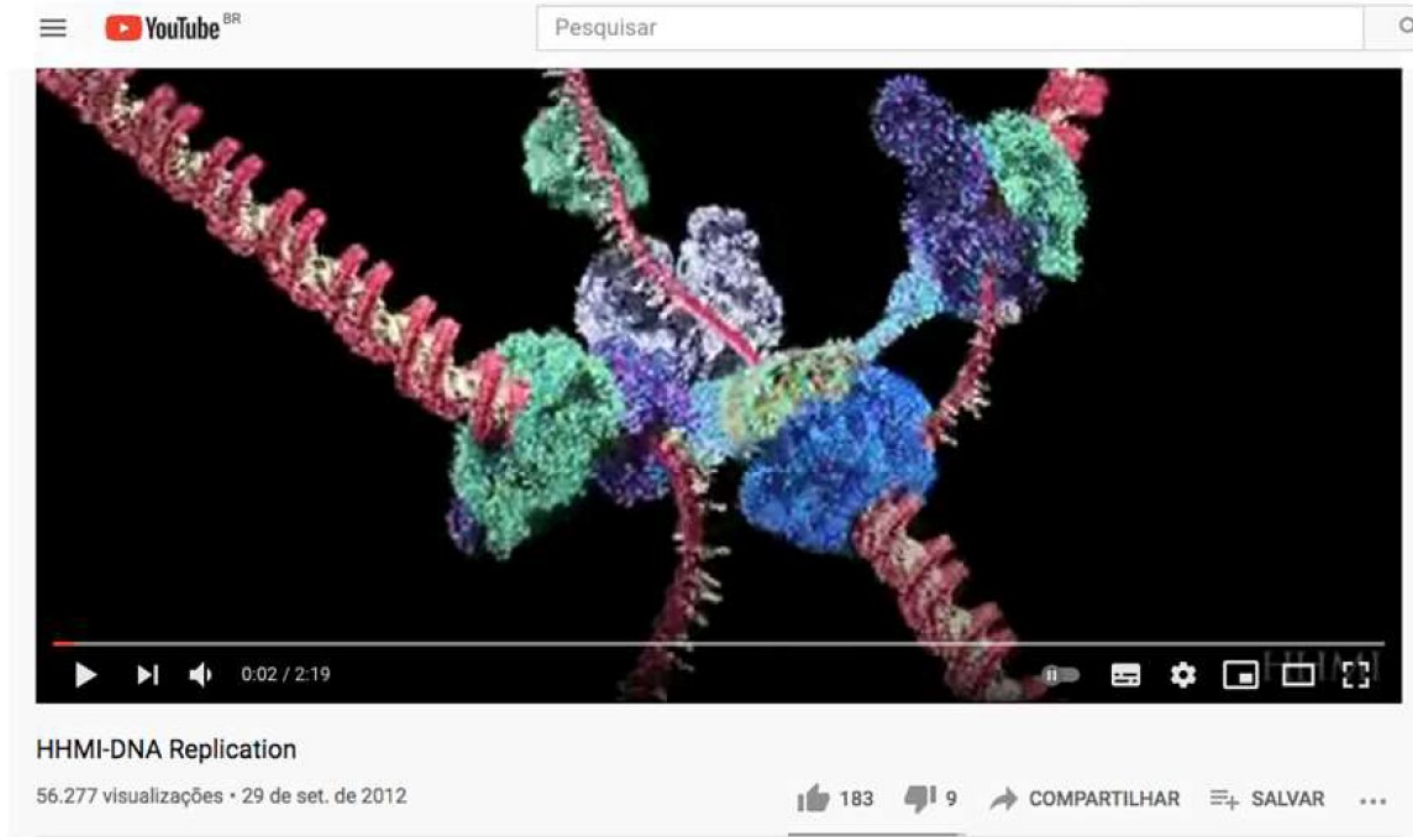 YouTube BR
Pesquisar
0:02 / 2:19
HHMI
HHMI-DNA Replication
56.277 visualizações • 29 de set. de 2012
183 9 COMPARTILHAR SALVAR